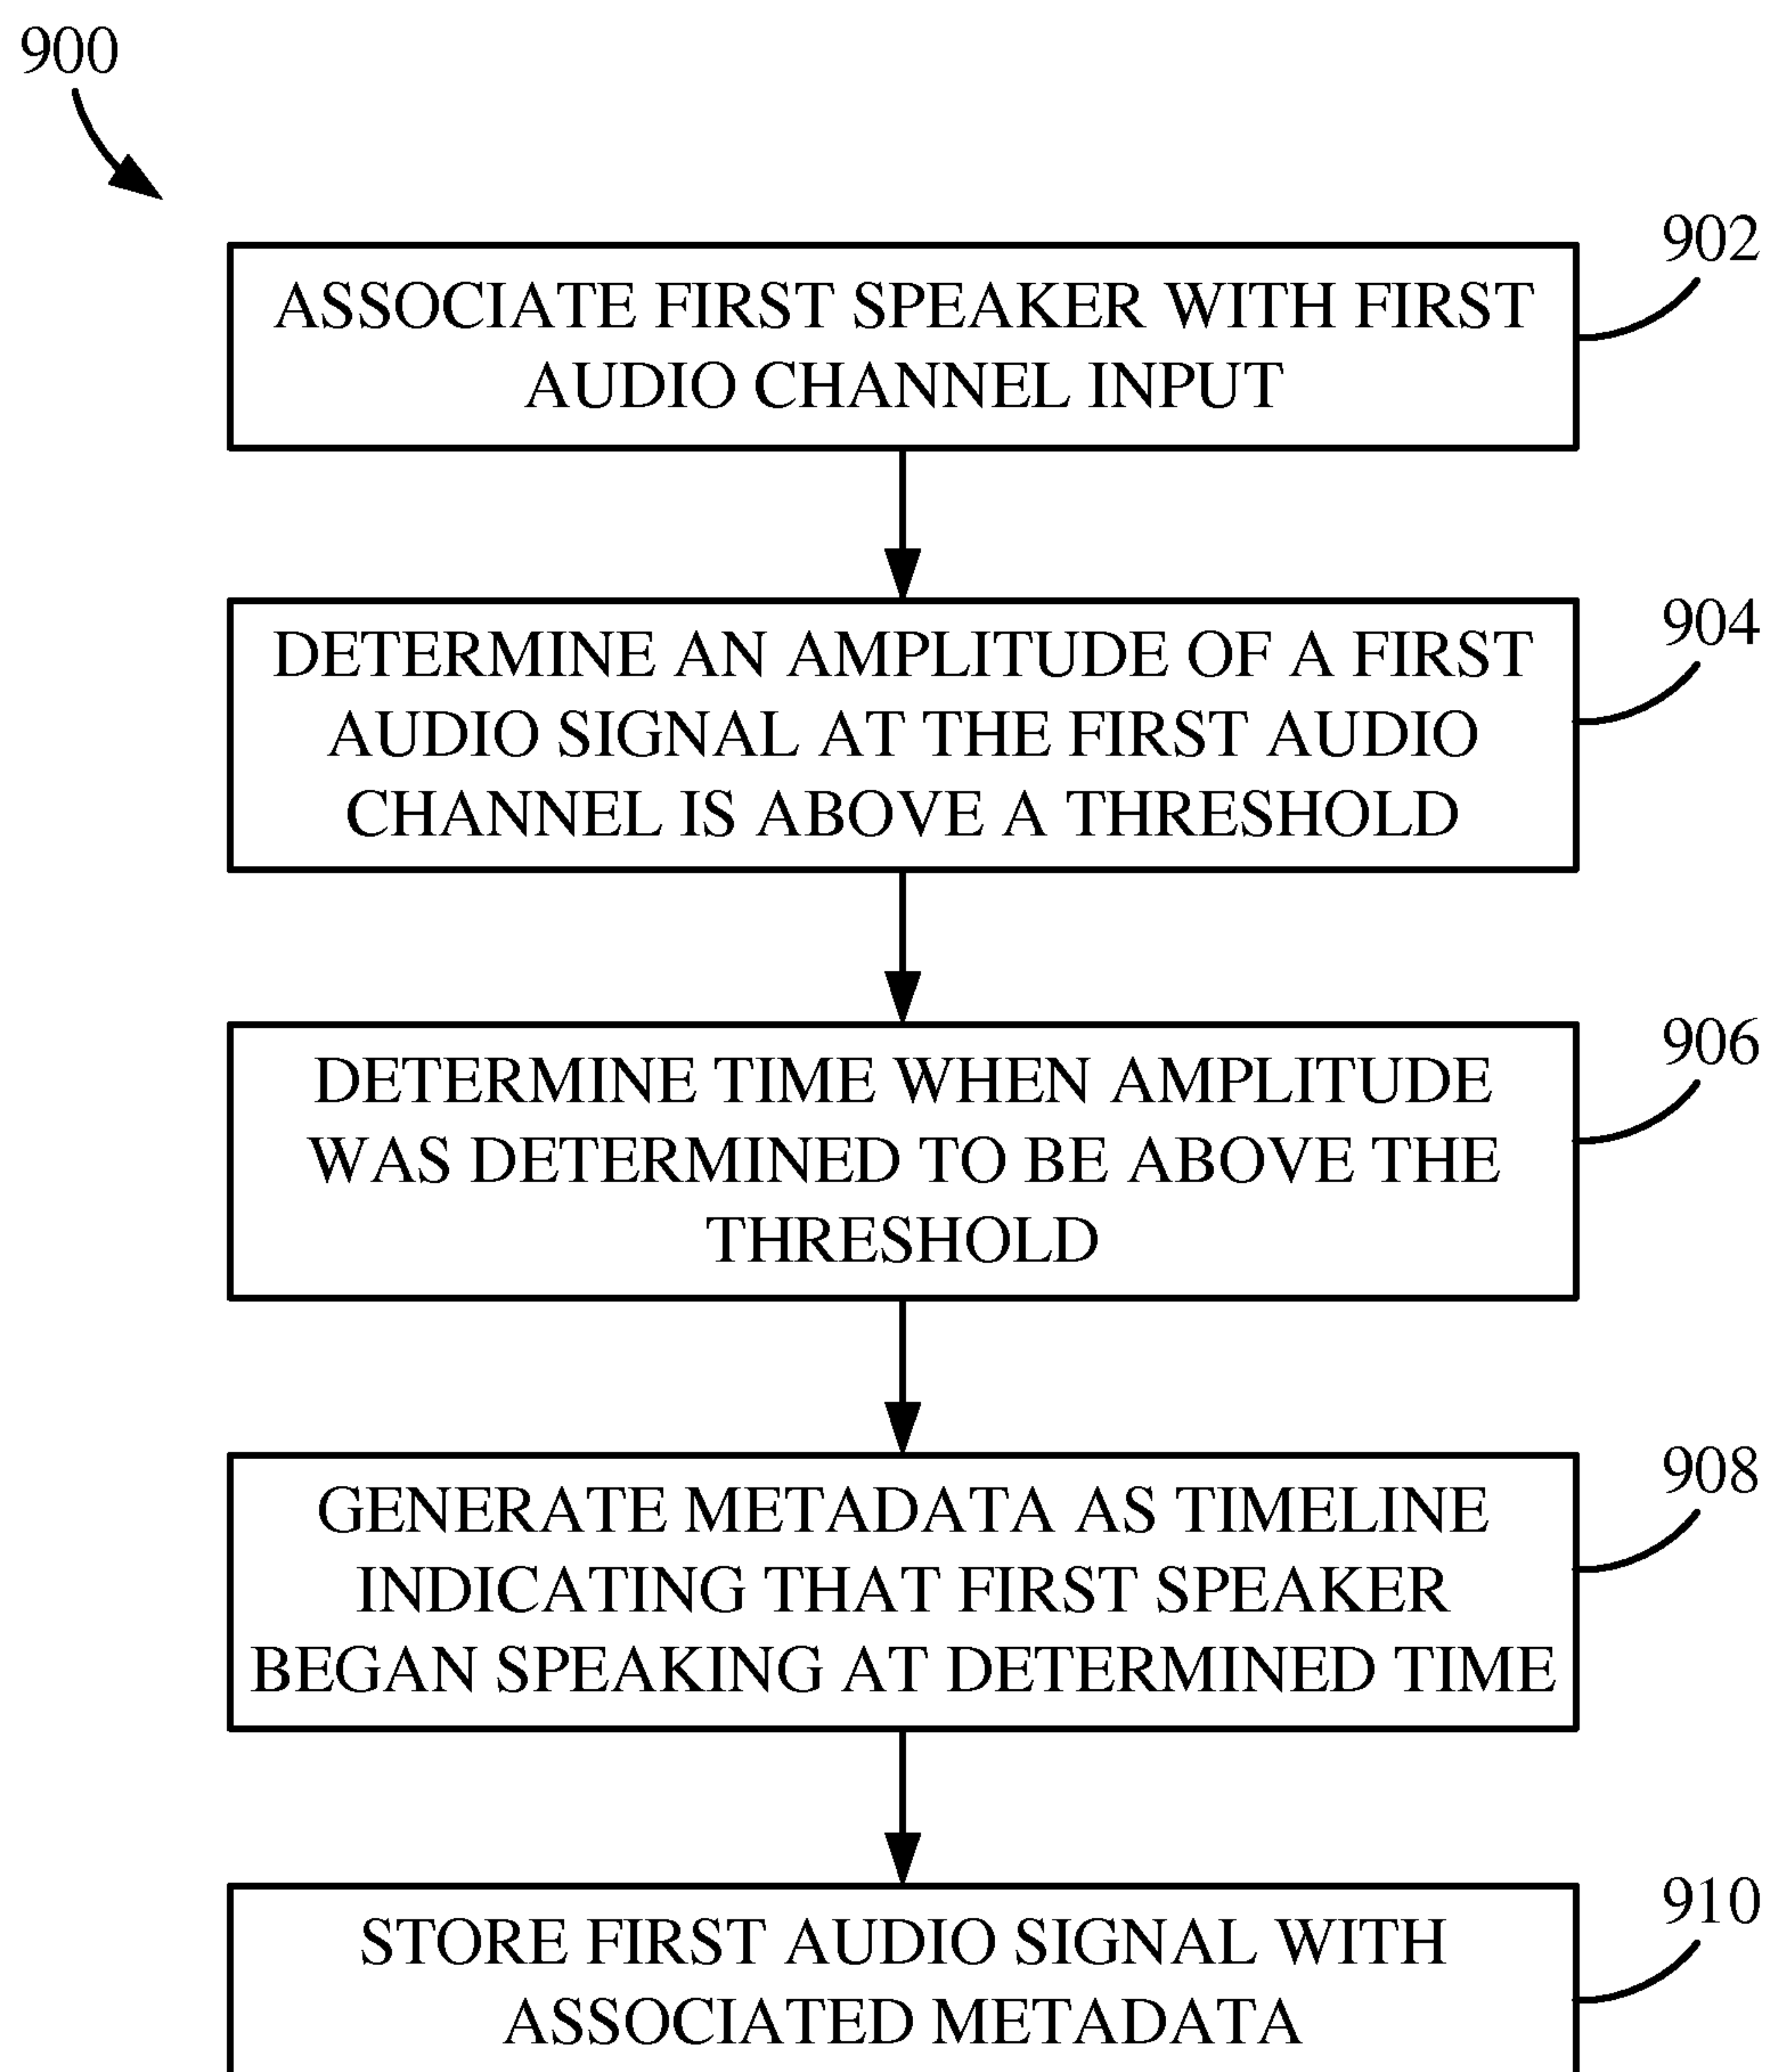 900
902
ASSOCIATE FIRST SPEAKER WITH FIRST
AUDIO CHANNEL INPUT
904
DETERMINE AN AMPLITUDE OF A FIRST
AUDIO SIGNAL AT THE FIRST AUDIO
CHANNEL IS ABOVE A THRESHOLD
906
DETERMINE TIME WHEN AMPLITUDE
WAS DETERMINED TO BE ABOVE THE
THRESHOLD
908
GENERATE METADATA AS TIMELINE
INDICATING THAT FIRST SPEAKER
BEGAN SPEAKING AT DETERMINED TIME
910
STORE FIRST AUDIO SIGNAL WITH
ASSOCIATED METADATA